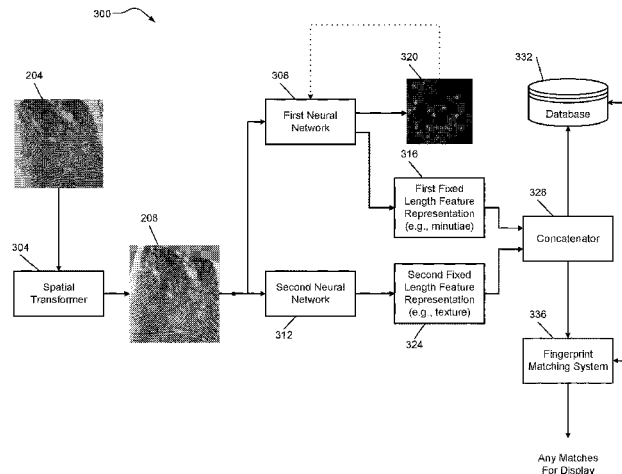 300
204
308
320
332
First Neural
Network
Database
316
First Fixed
Length Feature
Representation
(e.g., minutiae)
328
Concatenator
304
208
Spatial
Transformer
Second Neural
Network
312
Second Fixed
Length Feature
Representation
(e.g., texture)
324
336
Fingerprint
Matching System
Any Matches
For Display